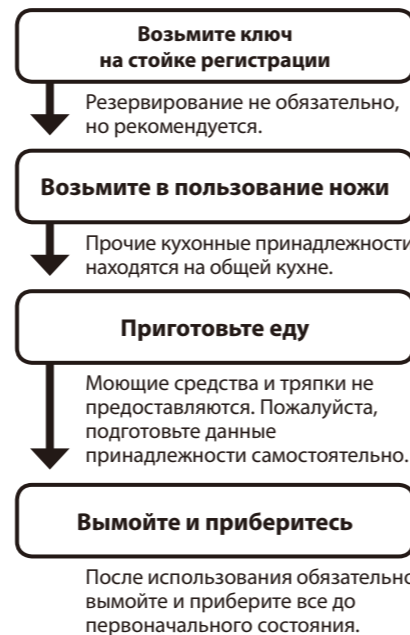 Возьмите ключ
на стойке регистрации
Резервирование не обязательно,
но рекомендуется.
Возьмите в пользование ножи
Прочие кухонные принадлежности
находятся на общей кухне.
Приготовьте еду
Моющие средства и тряпки не
предоставляются. Пожалуйста,
подготовьте данные
принадлежности самостоятельно.
Вымойте и приберитесь
После использования обязательно
вымойте и приберите все до
первоначального состояния.